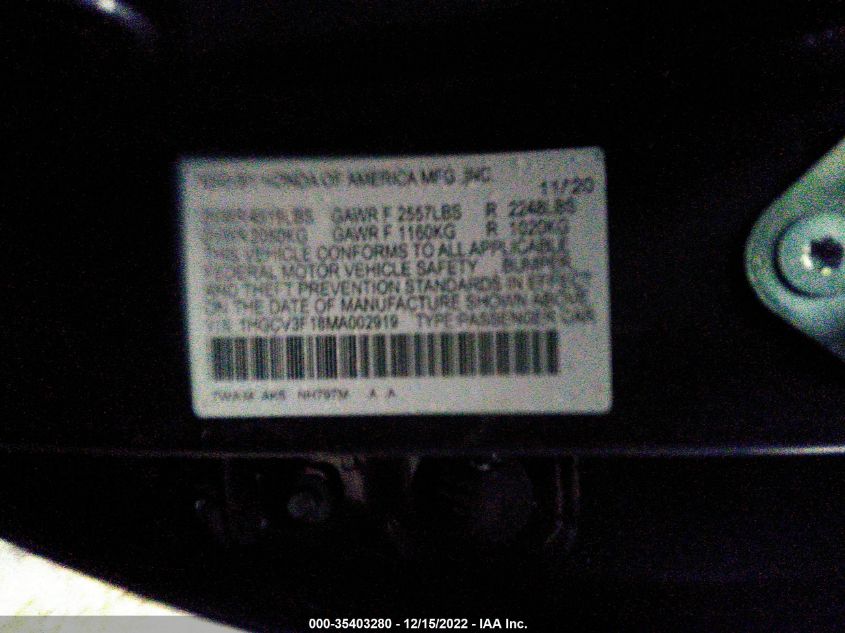 HONDA OF AMERICA MFG.,INC.
11/20
GAWR F 2557LBS R 2248LBS
GAWR F 1160KG R 1020KG
THIS VEHICLE CONFORMS TO ALL APPLICABLE
FEDERAL MOTOR VEHICLE SAFETY BUMPER
AND THEFT PREVENTION STANDARDS IN EFFECT
ON THE DATE OF MANUFACTURE SHOWN ABOVE.
1HGCV3F18MA002919 TYPE:PASSENGER CAR
NH797M A A
000-35403280 - 12/15/2022 - IAA Inc.